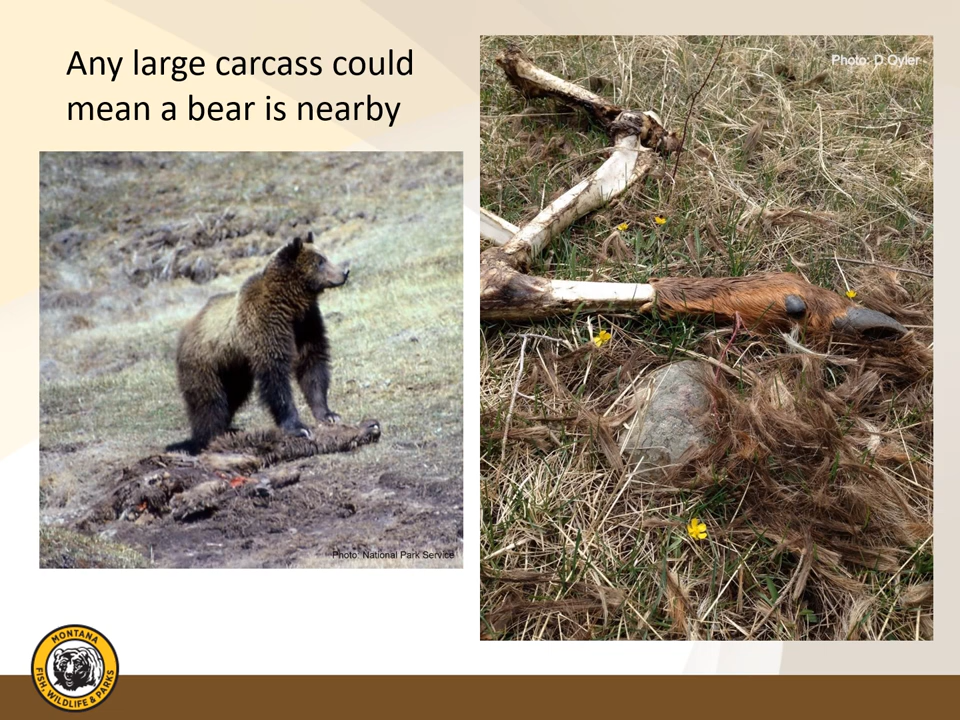 Any large carcass could
mean a bear is nearby
Photo: D.Oyler
Photo: National Park Service
MONTANA
FISH, WILDLIFE & PARKS